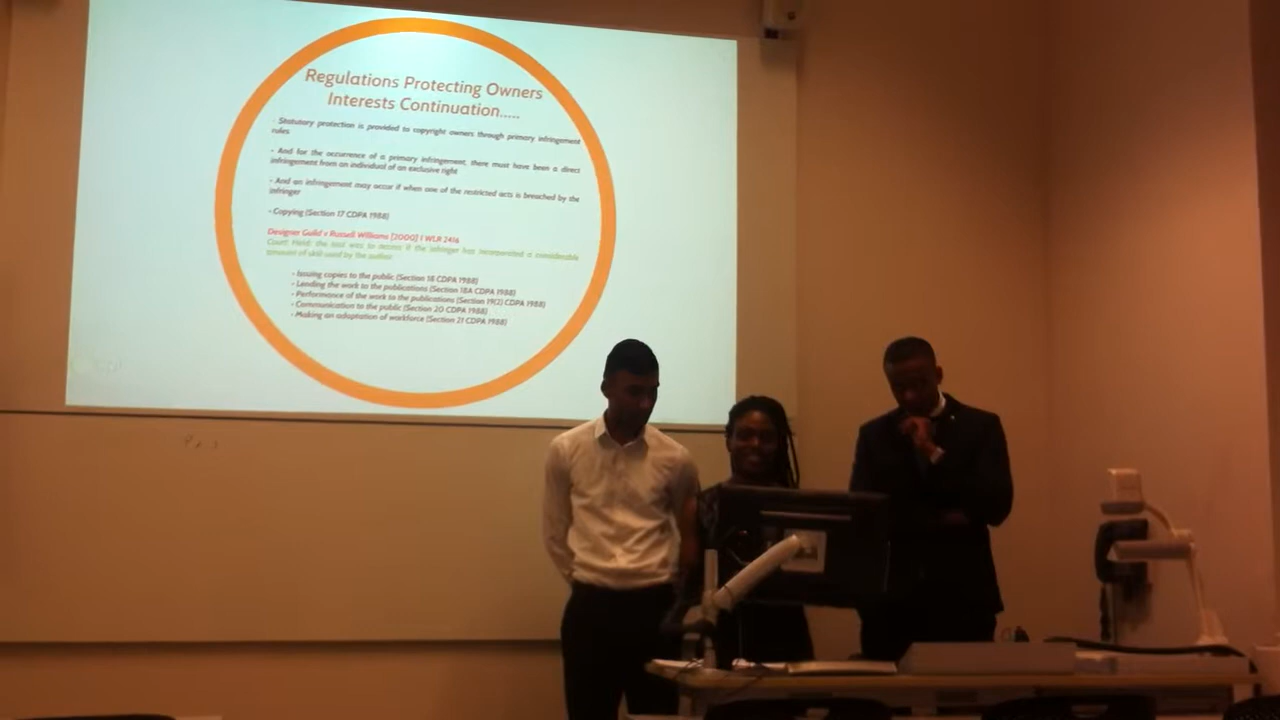 Regulations Protecting Owners
Interests Continuation.....
- Statutory protection is provided to copyright owners through primary infringement
rules
- And for the occurrence of a primary infringement, there must have been a direct
infringement from an individual of an exclusive right
- And an infringement may occur if when one of the restricted acts is breached by the
infringer
- Copying (Section 17 CDPA 1988)
Designer Guild v Russell Williams [2000] 1 WLR 2416
Court Held: the test was to assess if the infringer has incorporated a considerable
amount of skill used by the author
- Issuing copies to the public (Section 18 CDPA 1988)
- Lending the work to the publications (Section 18A CDPA 1988)
- Performance of the work to the publications (Section 19(2) CDPA 1988)
- Communication to the public (Section 20 CDPA 1988)
- Making an adaptation of workforce (Section 21 CDPA 1988)